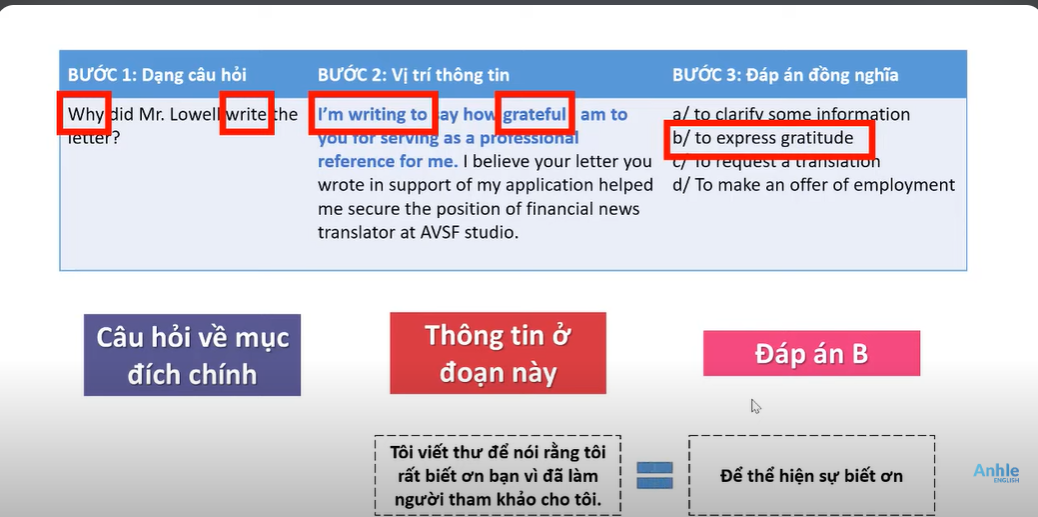 BƯỚC 1: Dạng câu hỏi
BƯỚC 2: Vị trí thông tin
BƯỚC 3: Đáp án đồng nghĩa
Why did Mr. Lowell write the
letter?
I'm writing to say how grateful I am to
you for serving as a professional
reference for me. I believe your letter you
wrote in support of my application helped
me secure the position of financial news
translator at AVSF studio.
a/ to clarify some information
b/ to express gratitude
c/ To request a translation
d/ To make an offer of employment
Câu hỏi về mục
đích chính
Thông tin ở
đoạn này
Đáp án B
Tôi viết thư để nói rằng tôi
rất biết ơn bạn vì đã làm
người tham khảo cho tôi.
Để thể hiện sự biết ơn
Anhle
ENGLISH